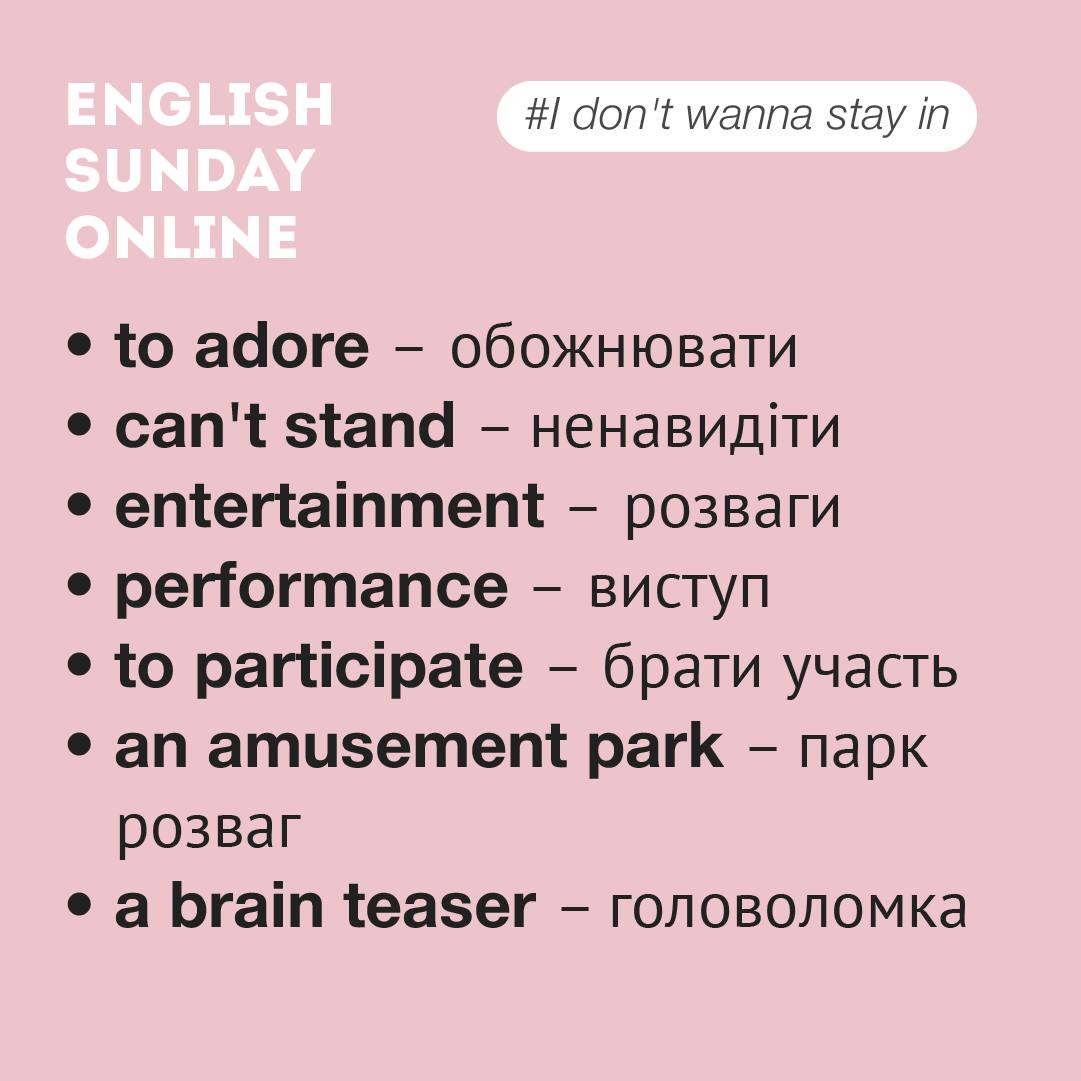 ENGLISH
SUNDAY
ONLINE
#I don't wanna stay in
• to adore – обожнювати
• can't stand – ненавидіти
• entertainment – розваги
• performance – виступ
• to participate – брати участь
• an amusement park – парк
розваг
• a brain teaser – головоломка